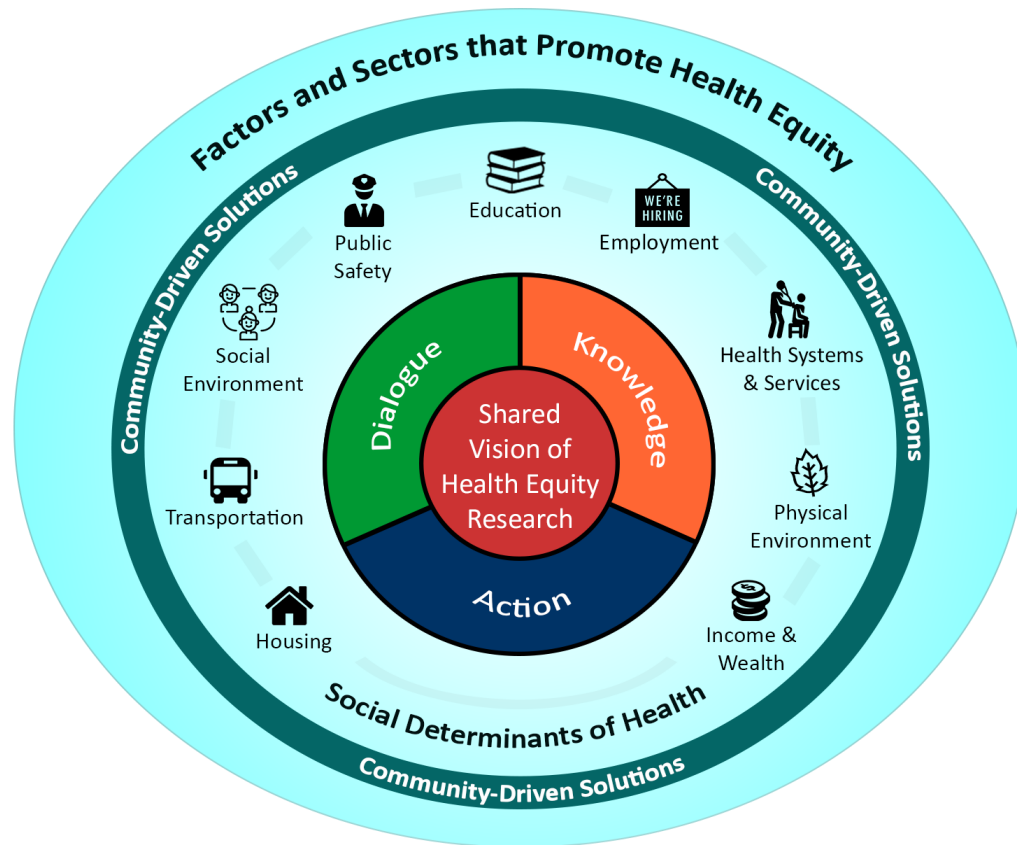 Factors and Sectors that Promote Health Equity
Community-Driven Solutions
Community-Driven Solutions
Education
Public
Safety
WE'RE
HIRING
Employment
Social
Environment
Health Systems
& Services
Dialogue
Knowledge
Shared
Vision of
Health Equity
Research
Transportation
Physical
Environment
Action
Housing
Income &
Wealth
Social Determinants of Health
Community-Driven Solutions